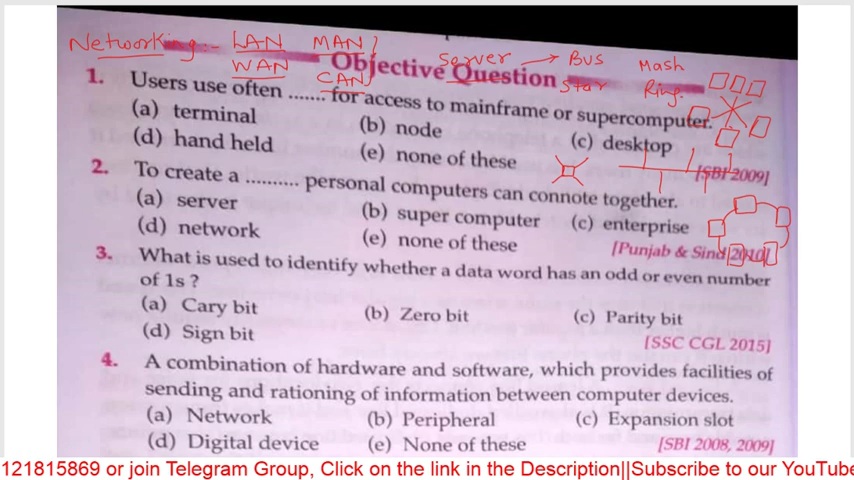 Networking :- LAN MAN Server → BUS Mash
WAN CAN Star Ring
Objective Question
1. Users use often ....... for access to mainframe or supercomputer.
(a) terminal (b) node (c) desktop
(d) hand held (e) none of these [SBI 2009]
2. To create a .......... personal computers can connote together.
(a) server (b) super computer (c) enterprise
(d) network (e) none of these [Punjab & Sind 2010]
3. What is used to identify whether a data word has an odd or even number
of 1s ?
(a) Cary bit (b) Zero bit (c) Parity bit
(d) Sign bit [SSC CGL 2015]
4. A combination of hardware and software, which provides facilities of
sending and rationing of information between computer devices.
(a) Network (b) Peripheral (c) Expansion slot
(d) Digital device (e) None of these [SBI 2008, 2009]
121815869 or join Telegram Group, Click on the link in the Description||Subscribe to our YouTube